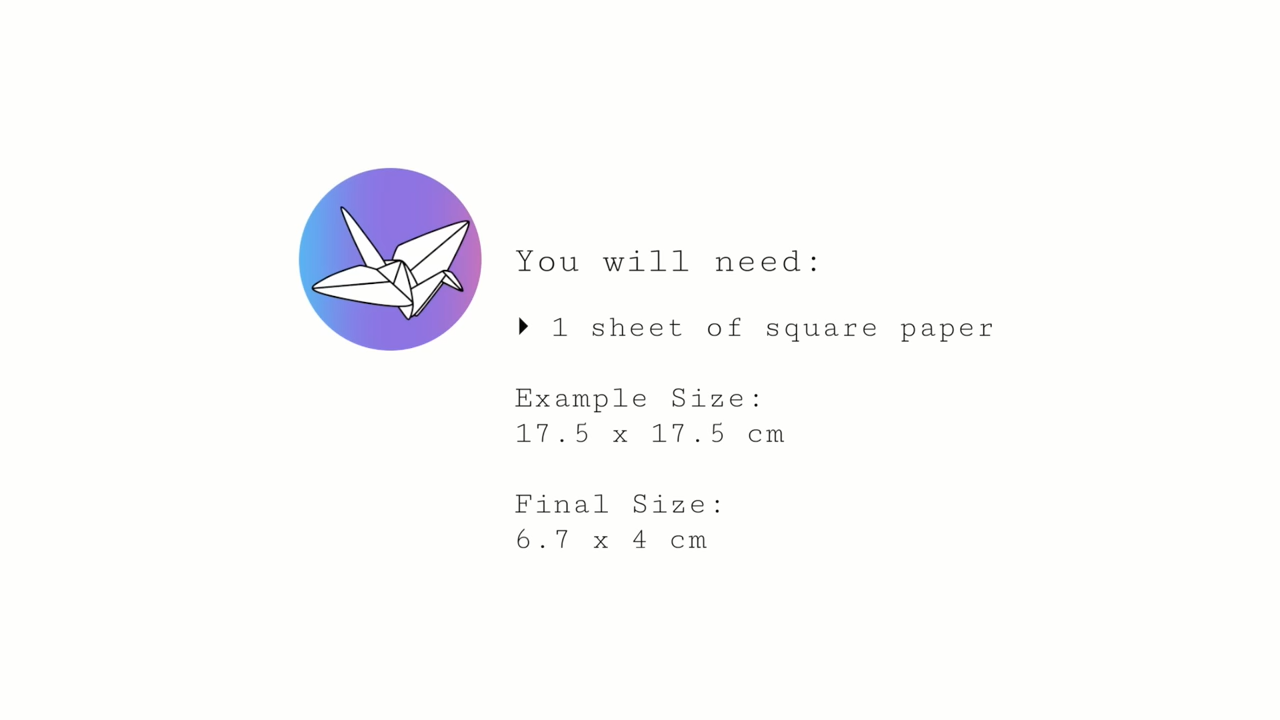 You will need:
1 sheet of square paper
Example Size:
17.5 x 17.5 cm
Final Size:
6.7 x 4 cm